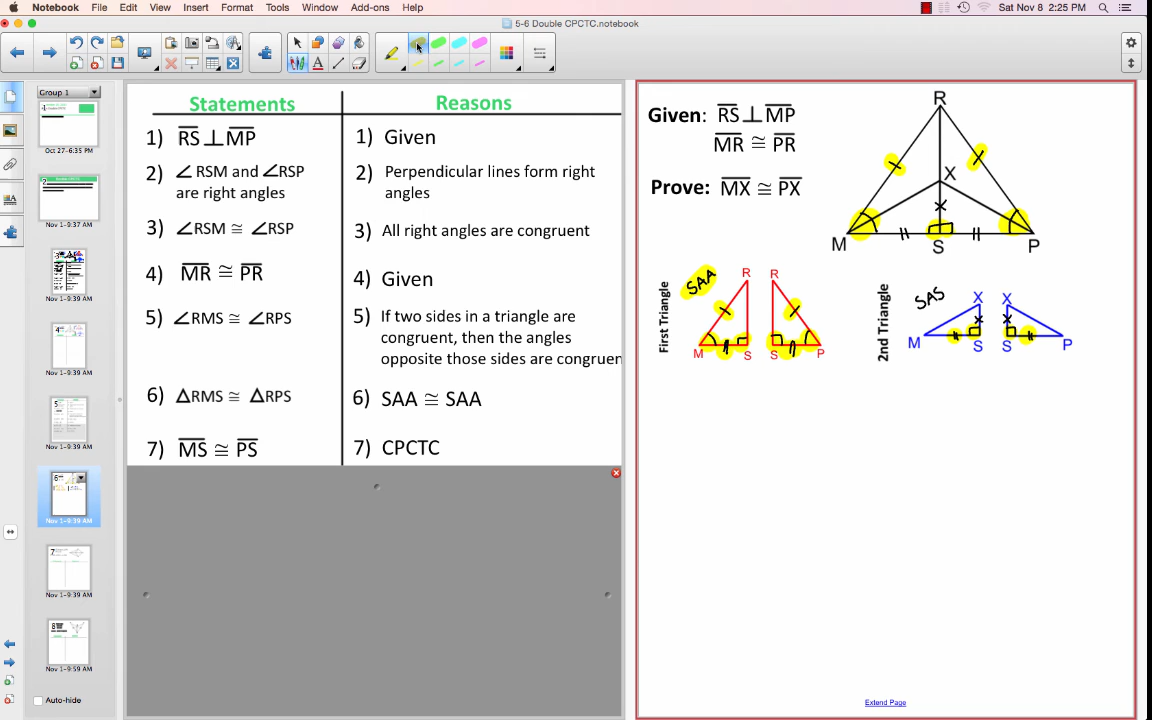 Notebook File Edit View Insert Format Tools Window Add-ons Help Sat Nov 8 2:25 PM
5-6 Double CPCTC.notebook
Group 1
Oct 27–6:35 PM
Nov 1–9:37 AM
Nov 1–9:39 AM
Nov 1–9:39 AM
Nov 1–9:39 AM
Nov 1–9:39 AM
Nov 1–9:39 AM
Nov 1–9:59 AM
Auto-hide
Statements Reasons
1) RS ⊥ MP 1) Given
2) ∠ RSM and ∠RSP are right angles 2) Perpendicular lines form right angles
3) ∠RSM ≅ ∠RSP 3) All right angles are congruent
4) MR ≅ PR 4) Given
5) ∠RMS ≅ ∠RPS 5) If two sides in a triangle are
congruent, then the angles
opposite those sides are congruen
6) △RMS ≅ △RPS 6) SAA ≅ SAA
7) MS ≅ PS 7) CPCTC
Given: RS ⊥ MP
MR ≅ PR
Prove: MX ≅ PX
R
X
M S P
First Triangle
SAA
R R
M S S P
2nd Triangle
SAS
X X
M S S P
Extend Page